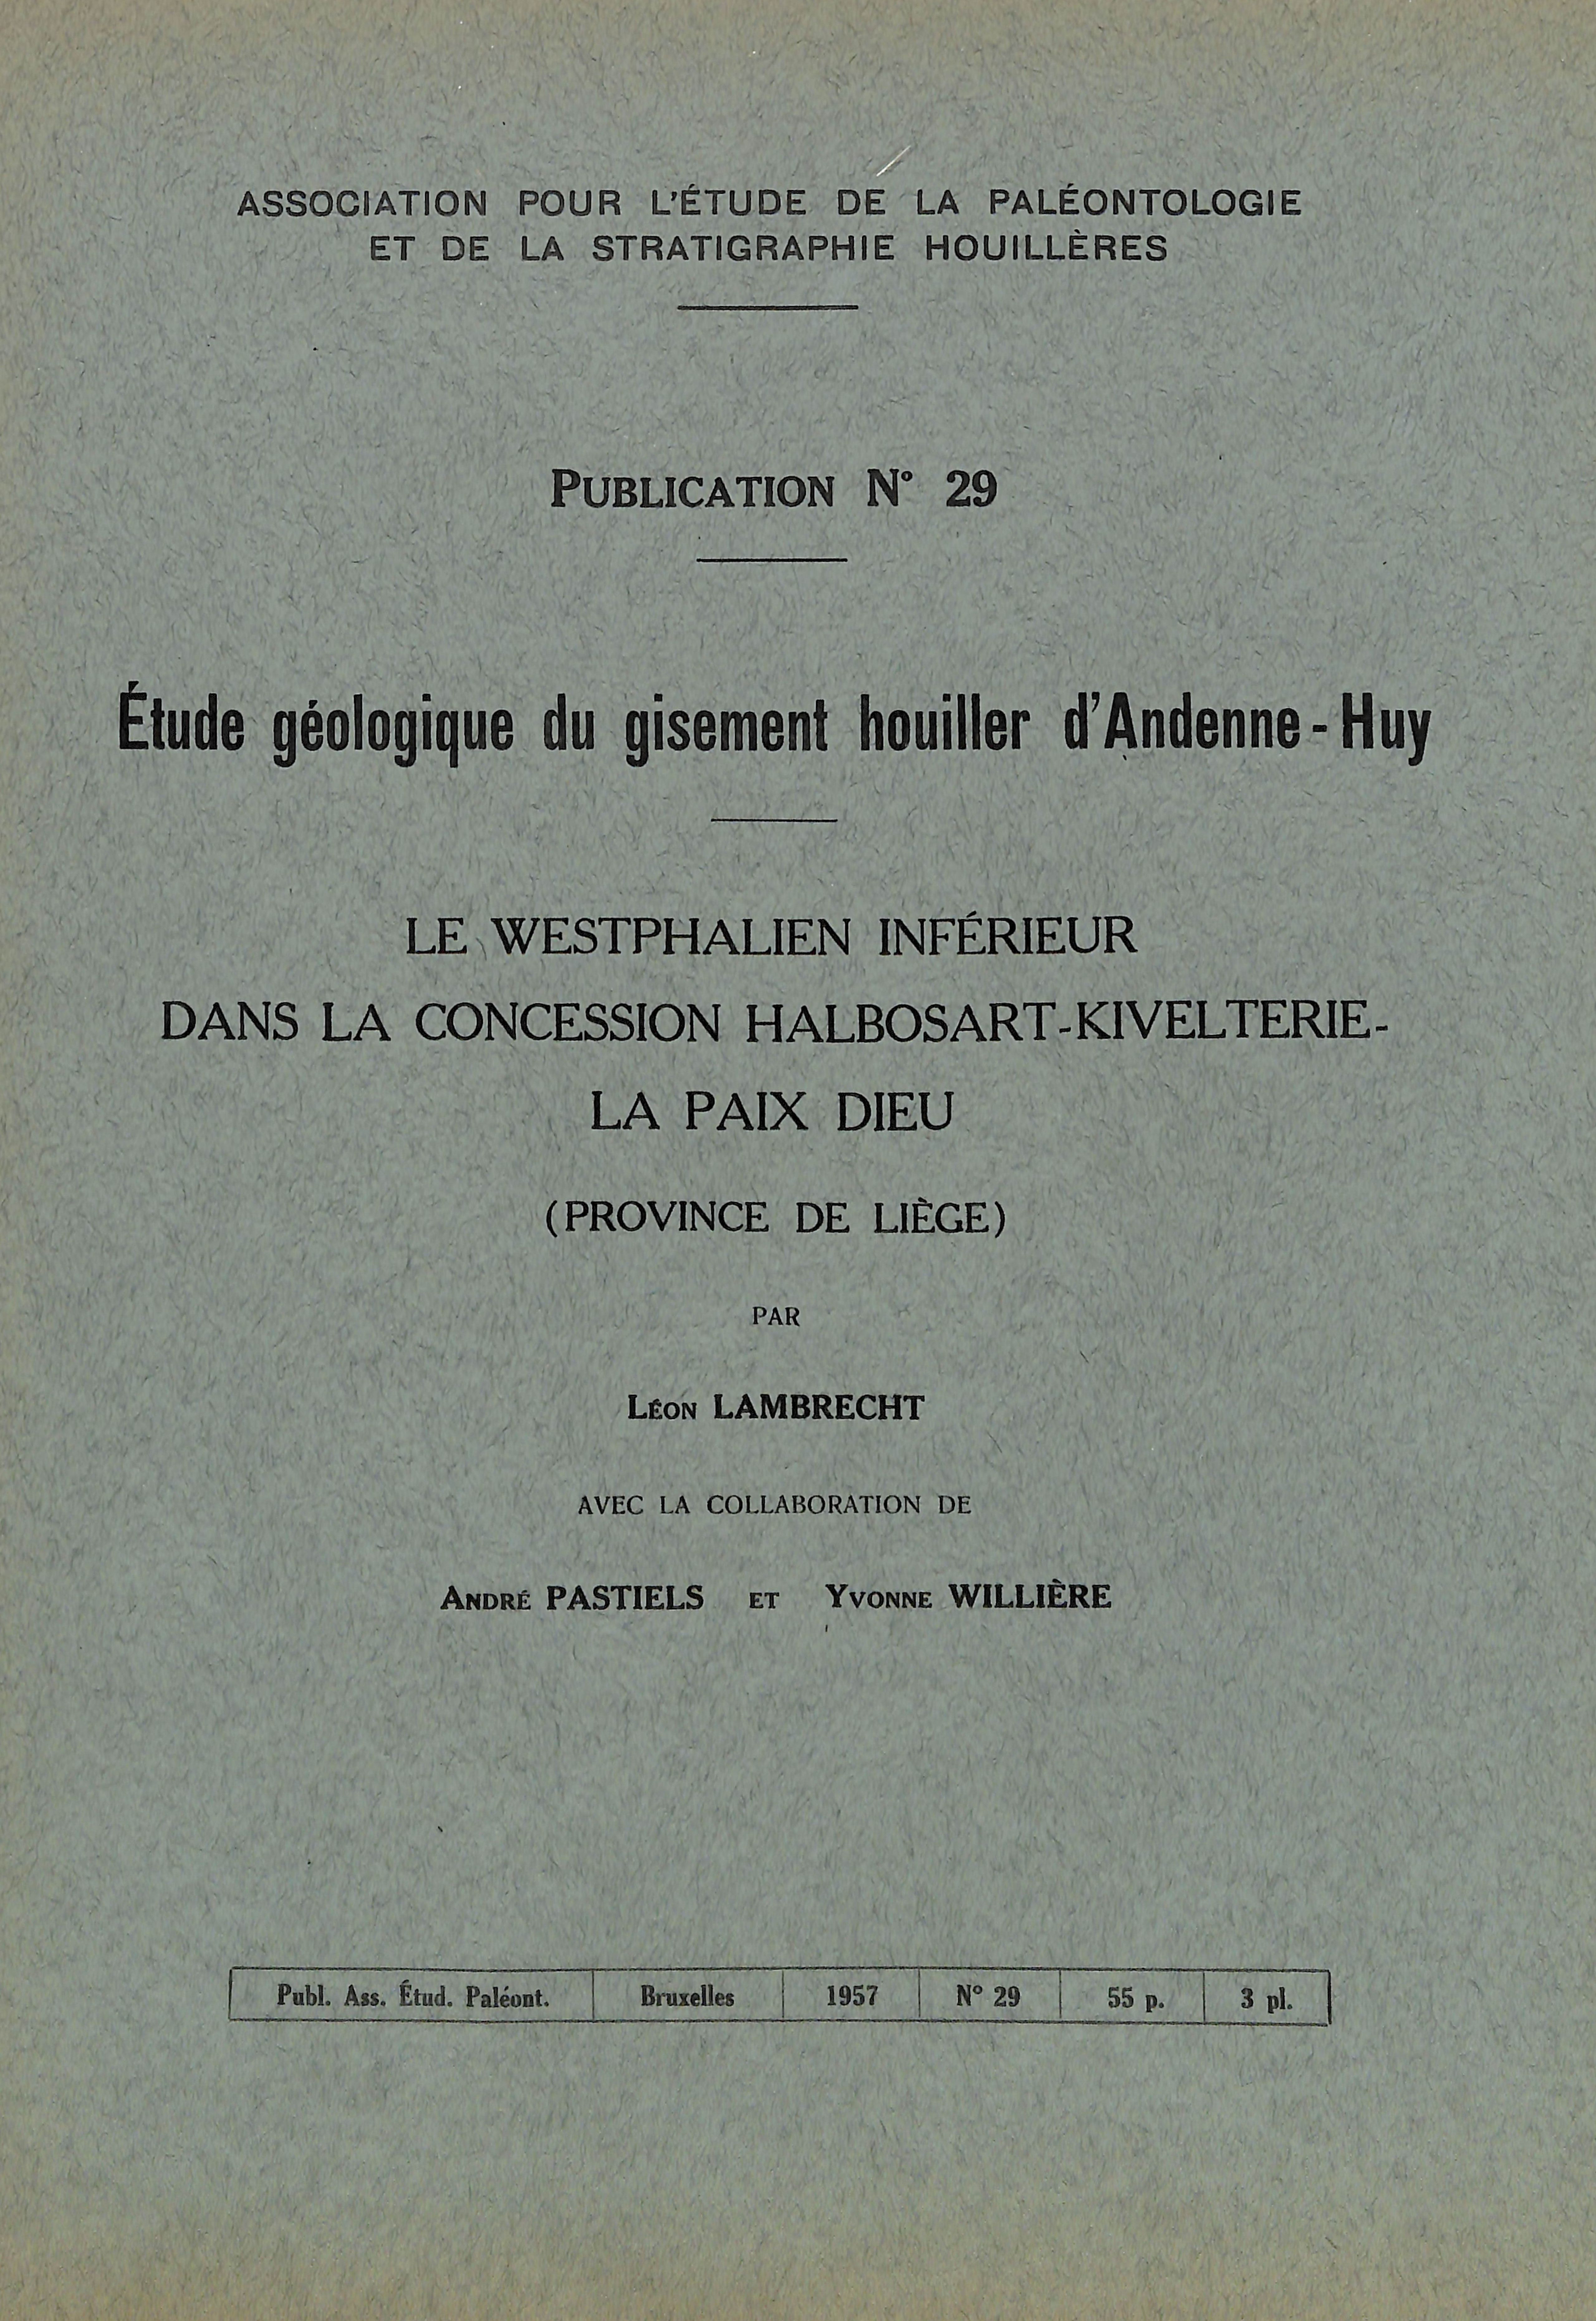 ASSOCIATION POUR L'ÉTUDE DE LA PALÉONTOLOGIE
ET DE LA STRATIGRAPHIE HOUILLÈRES
PUBLICATION N° 29
Étude géologique du gisement houiller d'Andenne - Huy
LE WESTPHALIEN INFÉRIEUR
DANS LA CONCESSION HALBOSART-KIVELTERIE-
LA PAIX DIEU
(PROVINCE DE LIÈGE)
PAR
LÉON LAMBRECHT
AVEC LA COLLABORATION DE
ANDRÉ PASTIELS ET YVONNE WILLIÈRE
Publ. Ass. Étud. Paléont. Bruxelles 1957 N° 29 55 p. 3 pl.